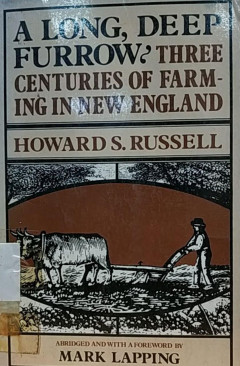 A LONG, DEEP
FURROW: THREE
CENTURIES OF FARM-
ING IN NEW ENGLAND
HOWARD S. RUSSELL
ABRIDGED AND WITH A FOREWORD BY
MARK LAPPING